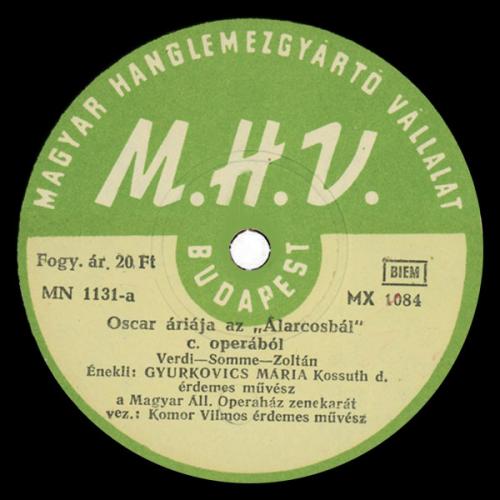 MAGYAR HANGLEMEZGYÁRTÓ VÁLLALAT
M.H.V.
BUDAPEST
Fogy. ár. 20 Ft
BIEM
MN 1131-a
MX 1084
Oscar áriája az „Álarcosbál"
c. operából
Verdi—Somme—Zoltán
Énekli: GYURKOVICS MÁRIA Kossuth d.
érdemes művész
a Magyar Áll. Operaház zenekarát
vez.: Komor Vilmos érdemes művész